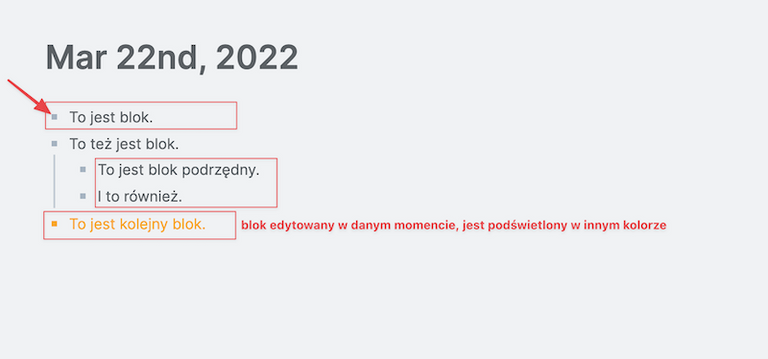 Mar 22nd, 2022
To jest blok.
To też jest blok.
To jest blok podrzędny.
I to również.
To jest kolejny blok. blok edytowany w danym momencie, jest podświetlony w innym kolorze